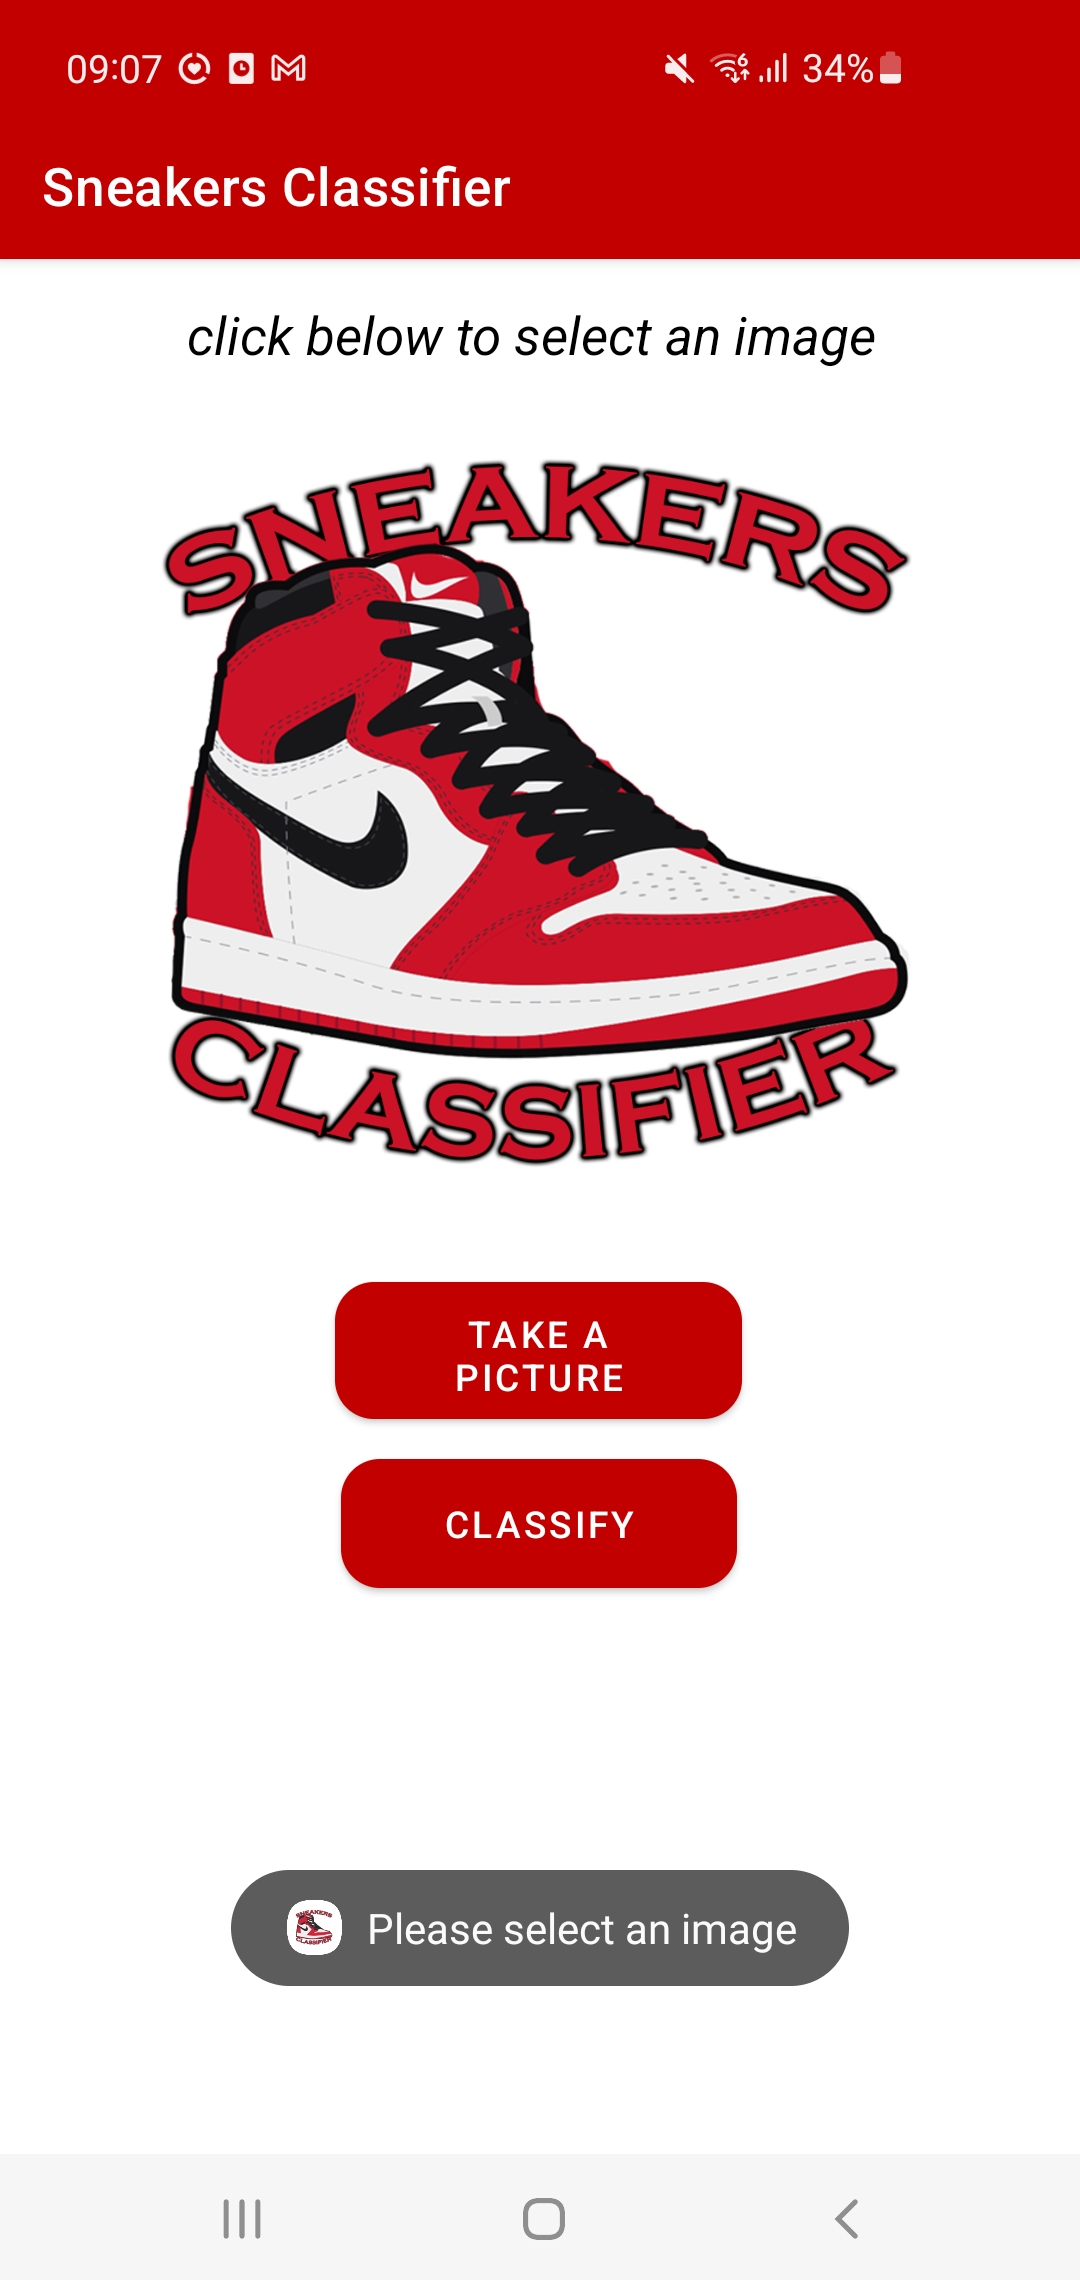 09:07 34%
Sneakers Classifier
click below to select an image
SNEAKERS
CLASSIFIER
TAKE A
PICTURE
CLASSIFY
Please select an image